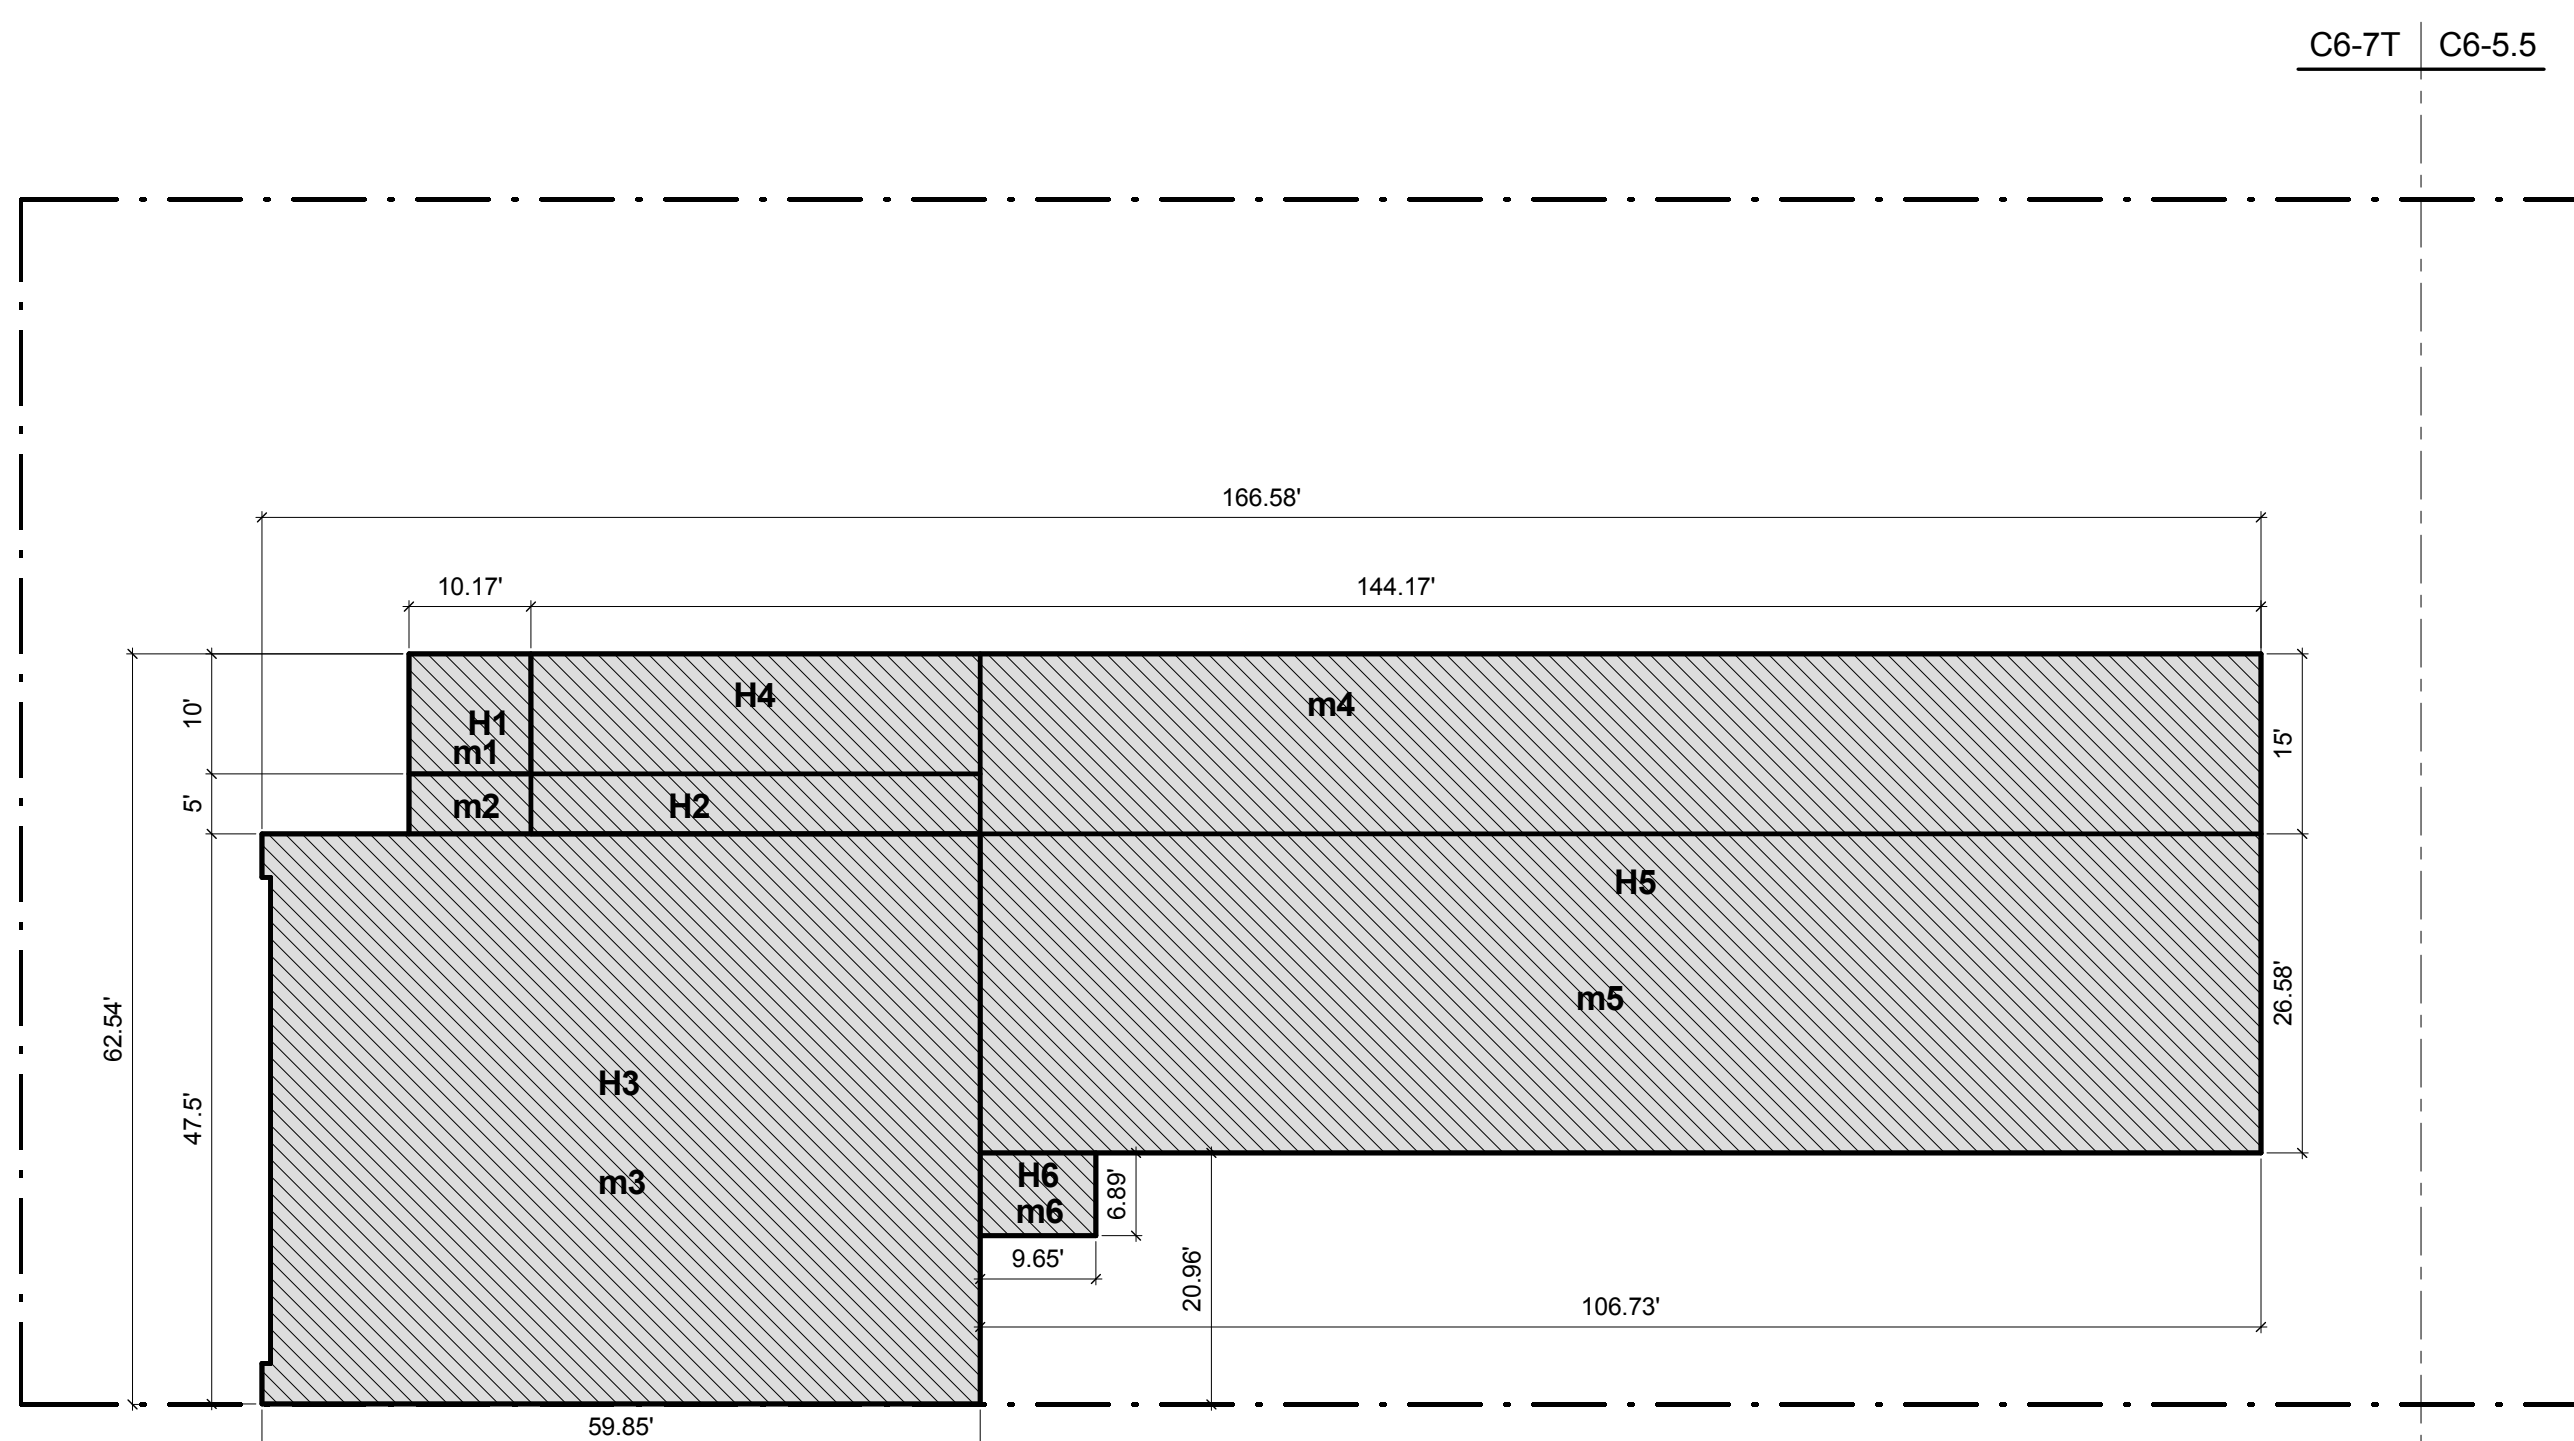 C6-7T C6-5.5
166.58'
10.17' 144.17'
10'
H4
m4
H1
m1
15'
5'
m2
H2
H5
m5
26.58'
62.54'
47.5'
H3
m3
H6
m6
6.89'
9.65'
20.96'
106.73'
59.85'